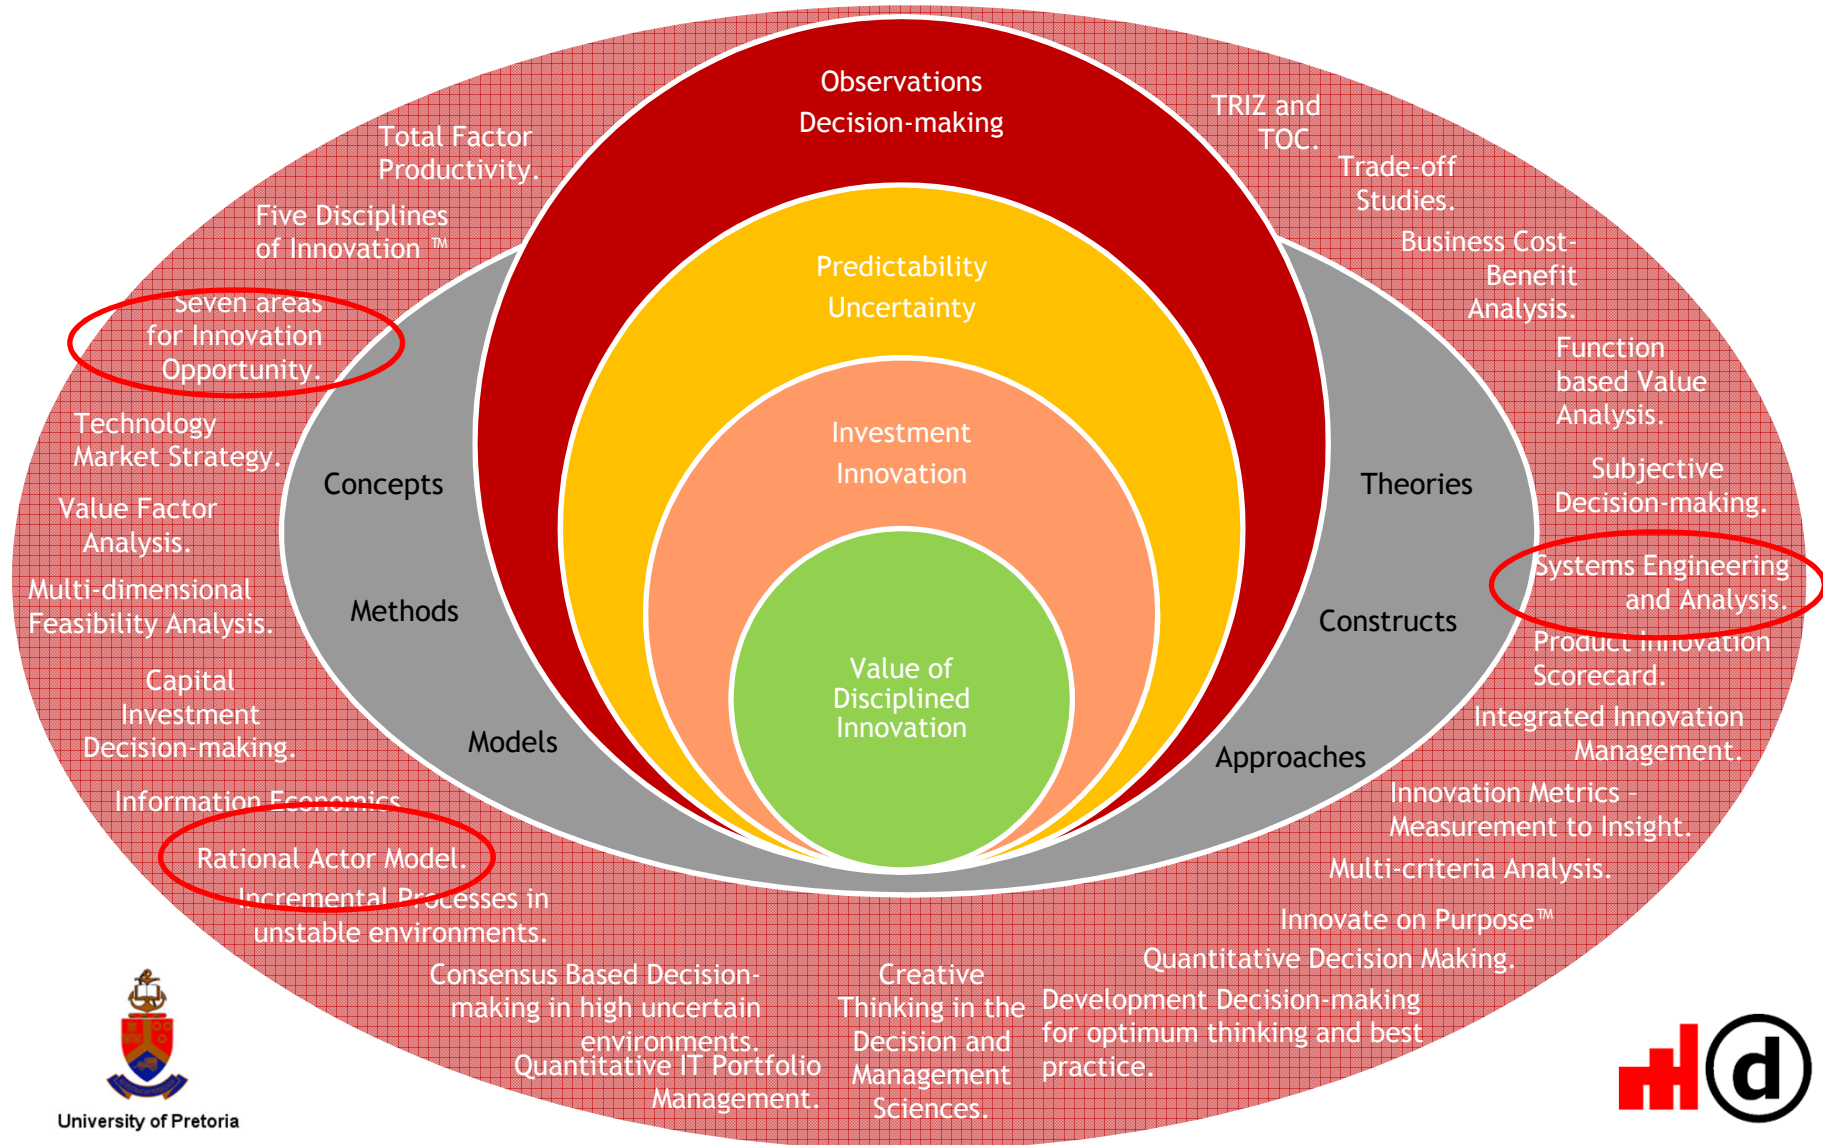 Observations
Decision-making
Predictability
Uncertainty
Investment
Innovation
Value of
Disciplined
Innovation
Concepts
Methods
Models
Theories
Constructs
Approaches
Total Factor
Productivity.
Five Disciplines
of Innovation ™
Seven areas
for Innovation
Opportunity.
Technology
Market Strategy.
Value Factor
Analysis.
Multi-dimensional
Feasibility Analysis.
Capital
Investment
Decision-making.
Information Economics
Rational Actor Model.
Incremental Processes in
unstable environments.
Consensus Based Decision-
making in high uncertain
environments.
Quantitative IT Portfolio
Management.
Creative
Thinking in the
Decision and
Management
Sciences.
Development Decision-making
for optimum thinking and best
practice.
Quantitative Decision Making.
Innovate on Purpose™
Multi-criteria Analysis.
Innovation Metrics –
Measurement to Insight.
Integrated Innovation
Management.
Product Innovation
Scorecard.
Systems Engineering
and Analysis.
Subjective
Decision-making.
Function
based Value
Analysis.
Business Cost-
Benefit
Analysis.
Trade-off
Studies.
TRIZ and
TOC.
University of Pretoria
d